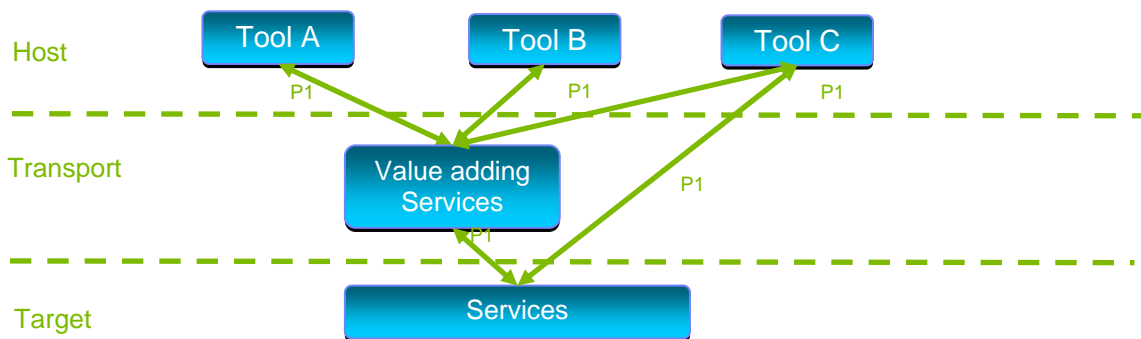 Tool A
Tool B
Tool C
Host
P1
P1
P1
Transport
Value adding
Services
P1
P1
Services
Target